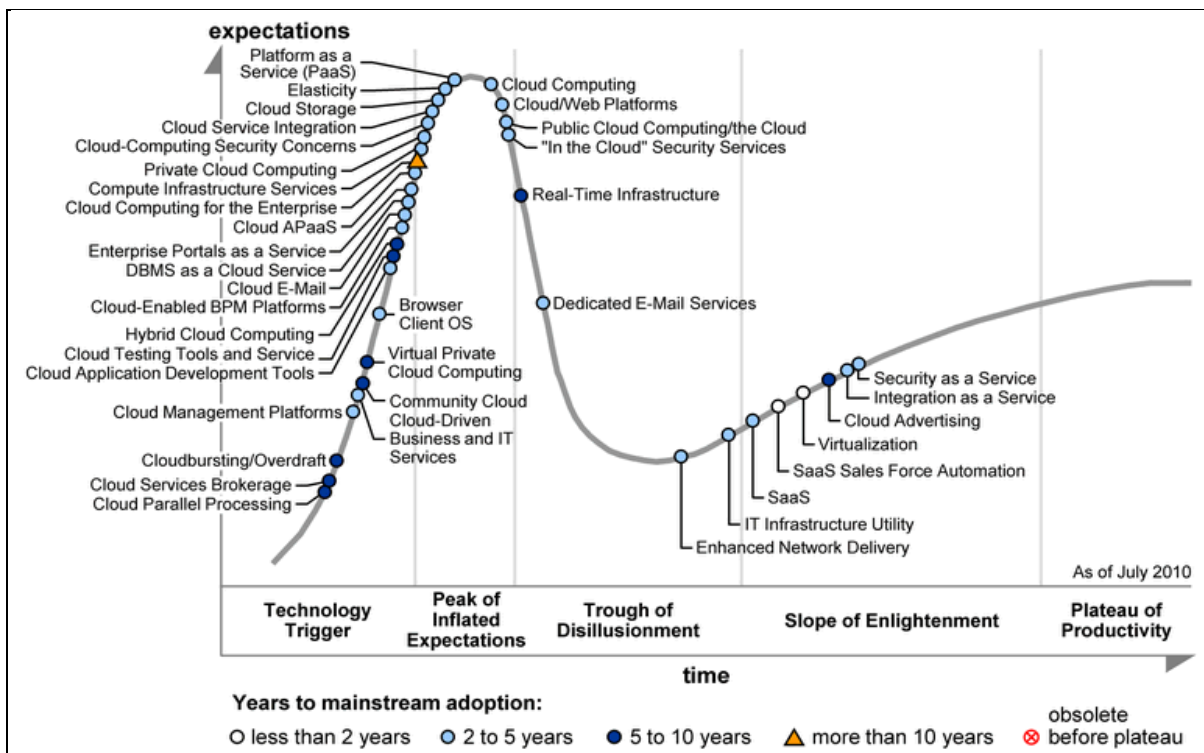 expectations
Platform as a
Service (PaaS)
Elasticity
Cloud Storage
Cloud Service Integration
Cloud-Computing Security Concerns
Private Cloud Computing
Compute Infrastructure Services
Cloud Computing for the Enterprise
Cloud APaaS
Enterprise Portals as a Service
DBMS as a Cloud Service
Cloud E-Mail
Cloud-Enabled BPM Platforms
Hybrid Cloud Computing
Cloud Testing Tools and Service
Cloud Application Development Tools
Cloud Management Platforms
Cloudbursting/Overdraft
Cloud Services Brokerage
Cloud Parallel Processing
Browser
Client OS
Virtual Private
Cloud Computing
Community Cloud
Cloud-Driven
Business and IT
Services
Cloud Computing
Cloud/Web Platforms
Public Cloud Computing/the Cloud
"In the Cloud" Security Services
Real-Time Infrastructure
Dedicated E-Mail Services
Security as a Service
Integration as a Service
Cloud Advertising
Virtualization
SaaS Sales Force Automation
SaaS
IT Infrastructure Utility
Enhanced Network Delivery
As of July 2010
Technology
Trigger
Peak of
Inflated
Expectations
Trough of
Disillusionment
Slope of Enlightenment
Plateau of
Productivity
time
Years to mainstream adoption:
less than 2 years
2 to 5 years
5 to 10 years
more than 10 years
obsolete
before plateau